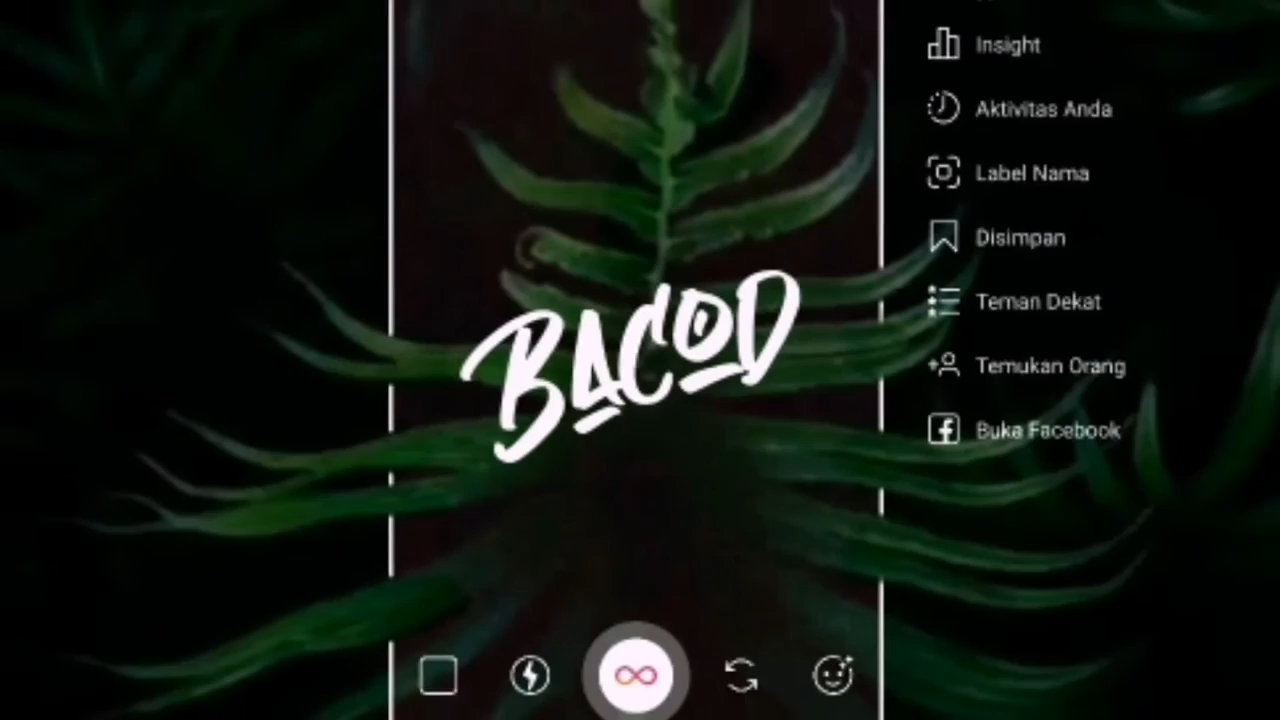 Insight
Aktivitas Anda
Label Nama
Disimpan
BACOD
Teman Dekat
Temukan Orang
Buka Facebook